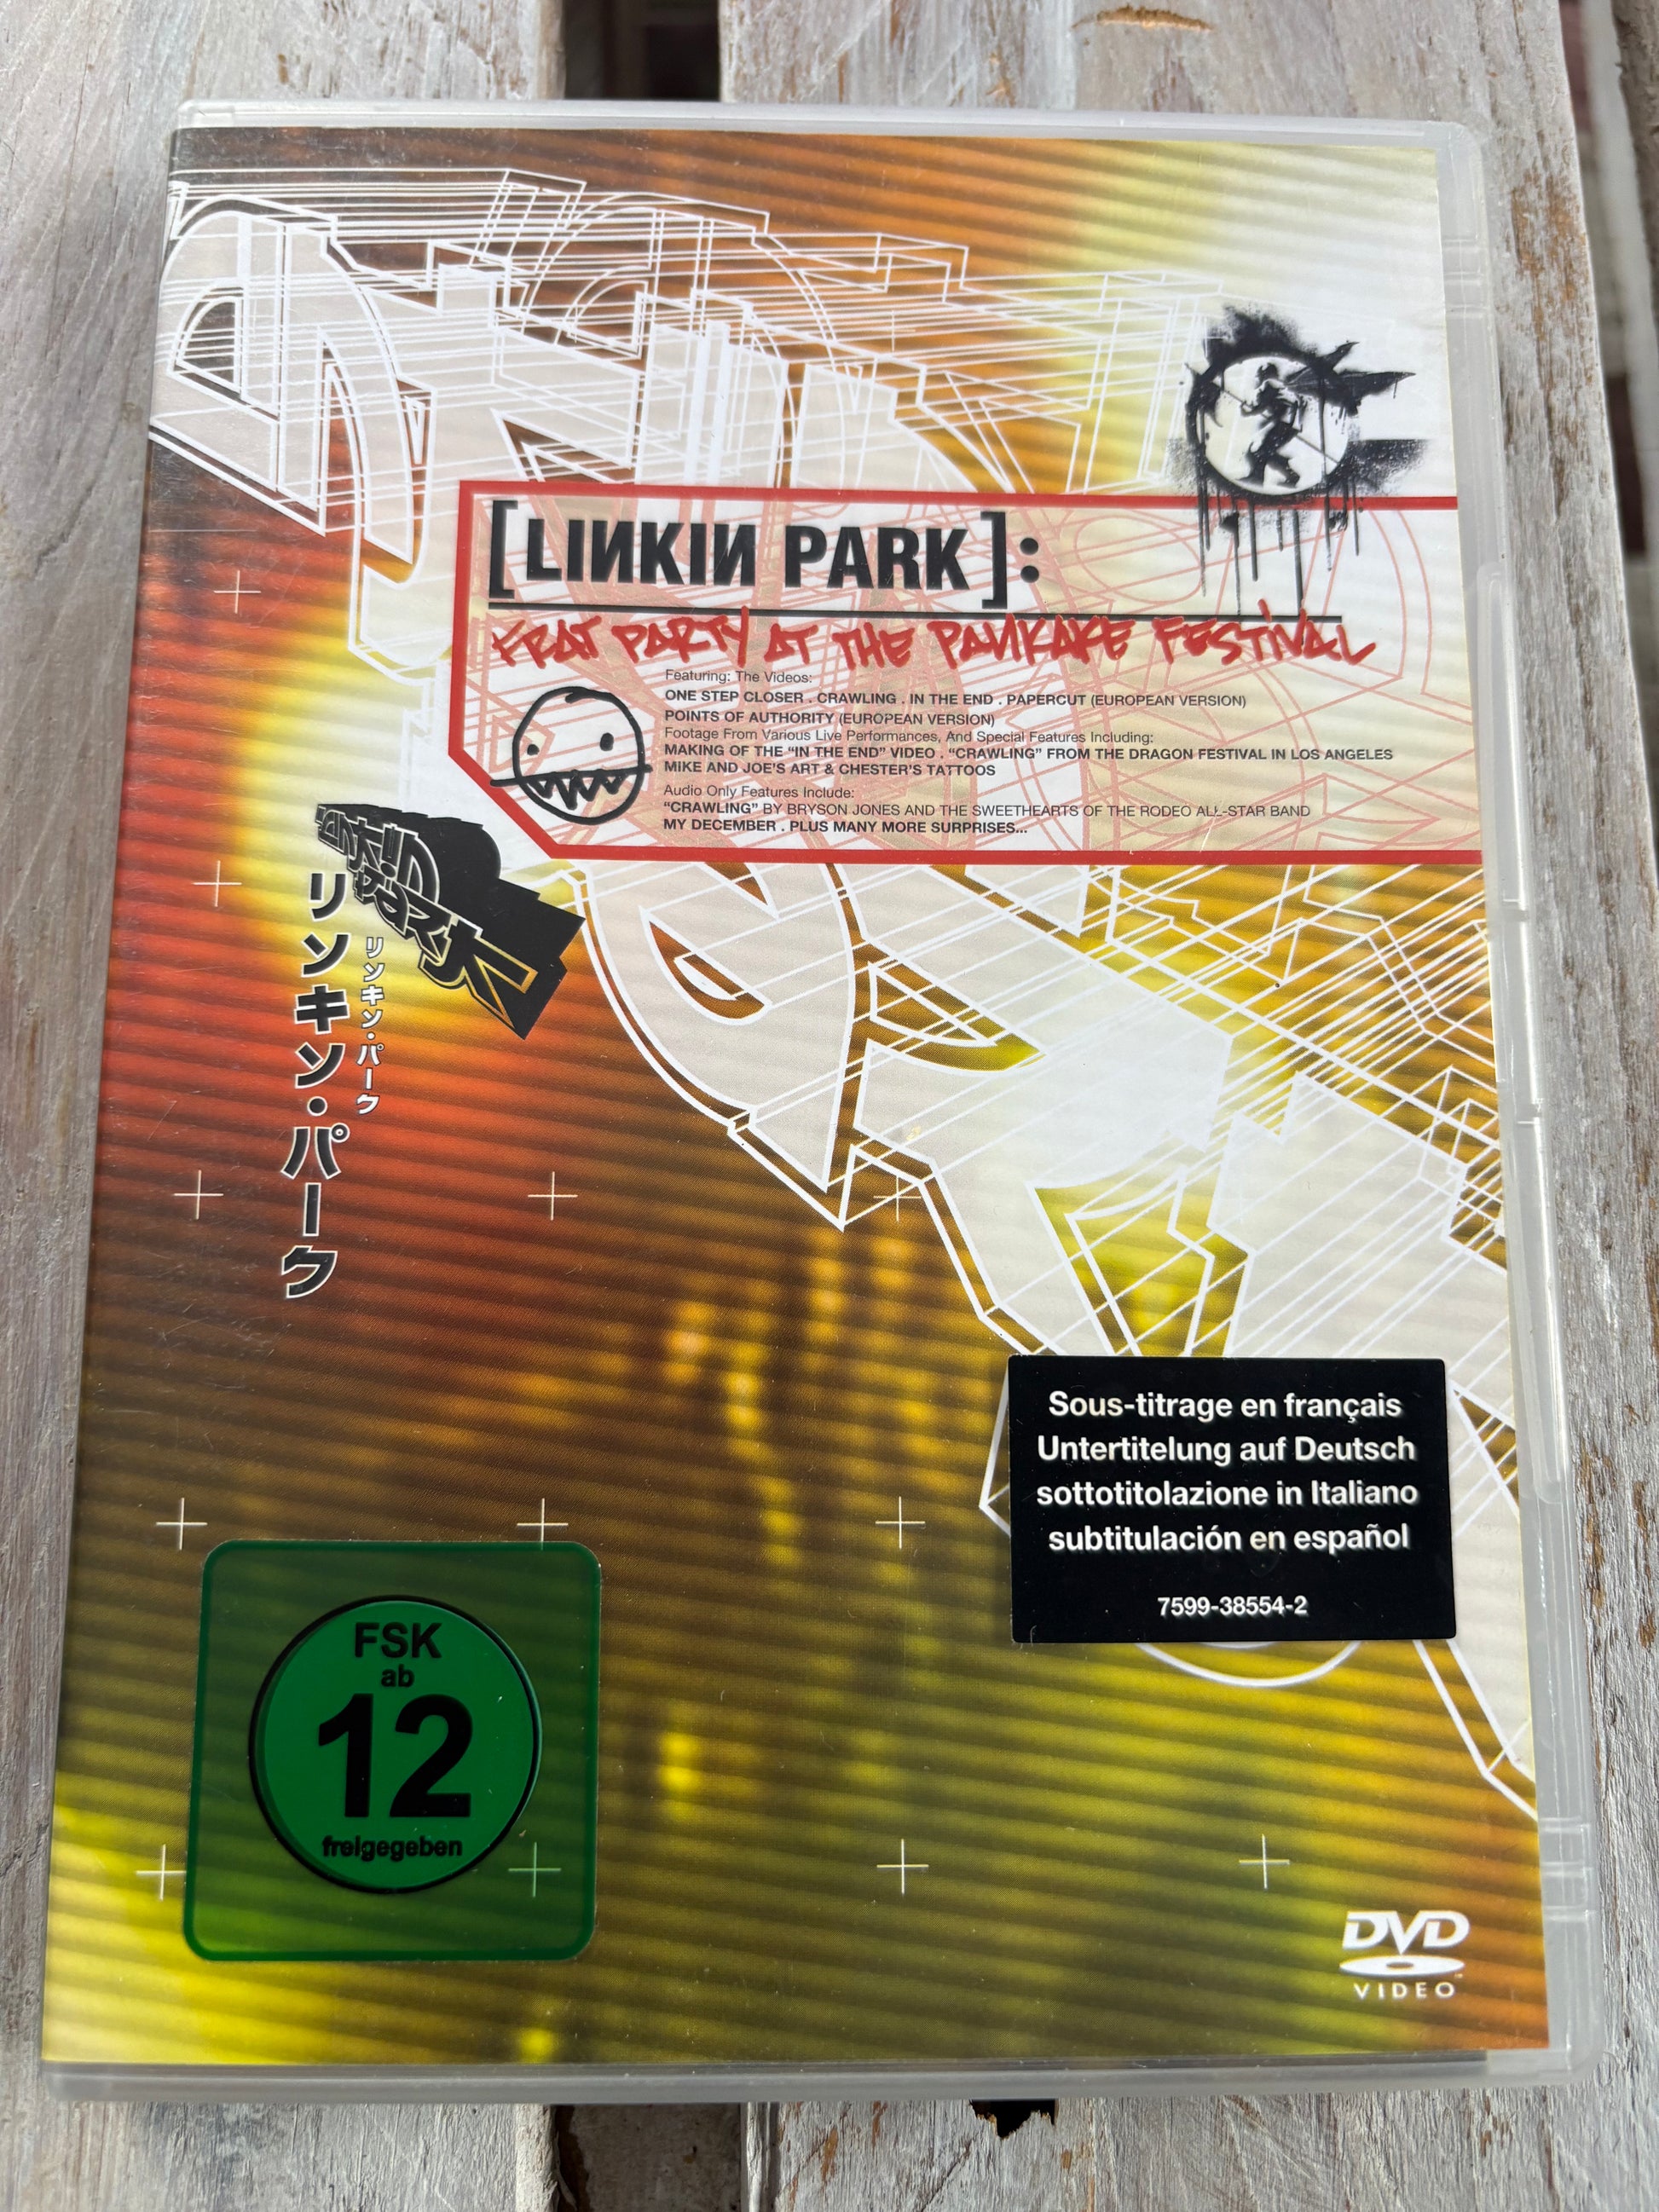 [LINKIN PARK]:
FRAT PARTY AT THE PANKAKE FESTIVAL
Featuring: The Videos:
ONE STEP CLOSER . CRAWLING . IN THE END . PAPERCUT (EUROPEAN VERSION)
POINTS OF AUTHORITY (EUROPEAN VERSION)
Footage From Various Live Performances, And Special Features Including:
MAKING OF THE “IN THE END” VIDEO . “CRAWLING” FROM THE DRAGON FESTIVAL IN LOS ANGELES
MIKE AND JOE'S ART & CHESTER'S TATTOOS
Audio Only Features Include:
“CRAWLING” BY BRYSON JONES AND THE SWEETHEARTS OF THE RODEO ALL-STAR BAND
MY DECEMBER . PLUS MANY MORE SURPRISES...
リンキン・パーク
リンキン・パーク
Sous-titrage en français
Untertitelung auf Deutsch
sottotitolazione in Italiano
subtitulación en español
7599-38554-2
FSK
ab
12
freigegeben
DVD
VIDEO